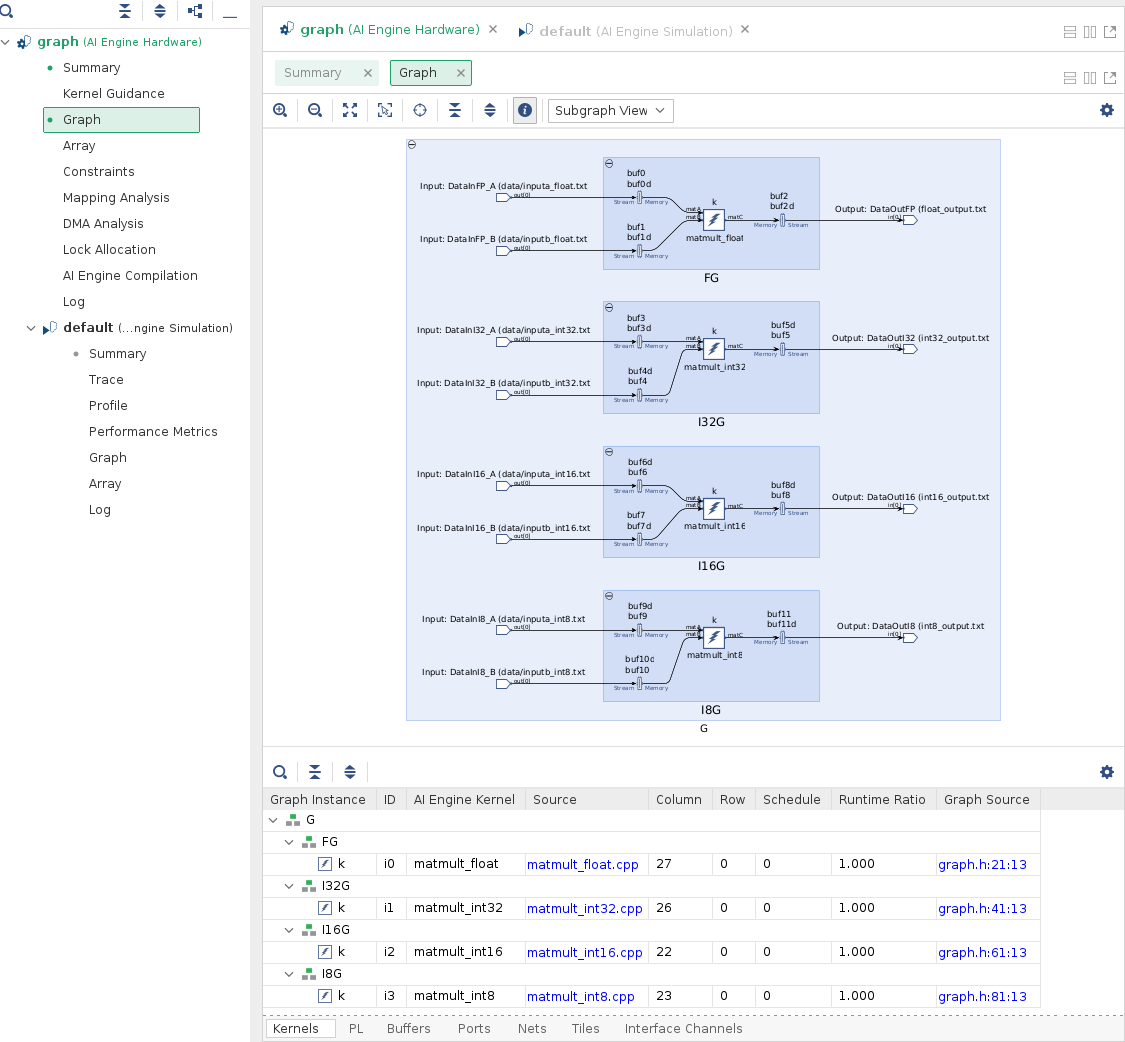 graph (AI Engine Hardware)
Summary
Kernel Guidance
Graph
Array
Constraints
Mapping Analysis
DMA Analysis
Lock Allocation
AI Engine Compilation
Log
default (...ngine Simulation)
Summary
Trace
Profile
Performance Metrics
Graph
Array
Log
graph (AI Engine Hardware)
default (AI Engine Simulation)
Summary
Graph
Subgraph View
Input: DataInFP_A (data/inputa_float.txt
out[0]
Input: DataInFP_B (data/inputb_float.txt
out[0]
buf0
buf0d
Stream Memory
buf1
buf1d
Stream Memory
k
matA
matB
matC
matmult_float
buf2
buf2d
Memory Stream
Output: DataOutFP (float_output.txt
in[0]
FG
Input: DataInI32_A (data/inputa_int32.txt
out[0]
Input: DataInI32_B (data/inputb_int32.txt
out[0]
buf3
buf3d
Stream Memory
buf4d
buf4
Stream Memory
k
matA
matB
matC
matmult_int32
buf5d
buf5
Memory Stream
Output: DataOutI32 (int32_output.txt
in[0]
I32G
Input: DataInI16_A (data/inputa_int16.txt
out[0]
Input: DataInI16_B (data/inputb_int16.txt
out[0]
buf6d
buf6
Stream Memory
buf7
buf7d
Stream Memory
k
matA
matB
matC
matmult_int16
buf8d
buf8
Memory Stream
Output: DataOutI16 (int16_output.txt
in[0]
I16G
Input: DataInI8_A (data/inputa_int8.txt
out[0]
Input: DataInI8_B (data/inputb_int8.txt
out[0]
buf9d
buf9
Stream Memory
buf10d
buf10
Stream Memory
k
matA
matB
matC
matmult_int8
buf11
buf11d
Memory Stream
Output: DataOutI8 (int8_output.txt
in[0]
I8G
G
Graph Instance ID AI Engine Kernel Source Column Row Schedule Runtime Ratio Graph Source
G
FG
k i0 matmult_float matmult_float.cpp 27 0 0 1.000 graph.h:21:13
I32G
k i1 matmult_int32 matmult_int32.cpp 26 0 0 1.000 graph.h:41:13
I16G
k i2 matmult_int16 matmult_int16.cpp 22 0 0 1.000 graph.h:61:13
I8G
k i3 matmult_int8 matmult_int8.cpp 23 0 0 1.000 graph.h:81:13
Kernels PL Buffers Ports Nets Tiles Interface Channels